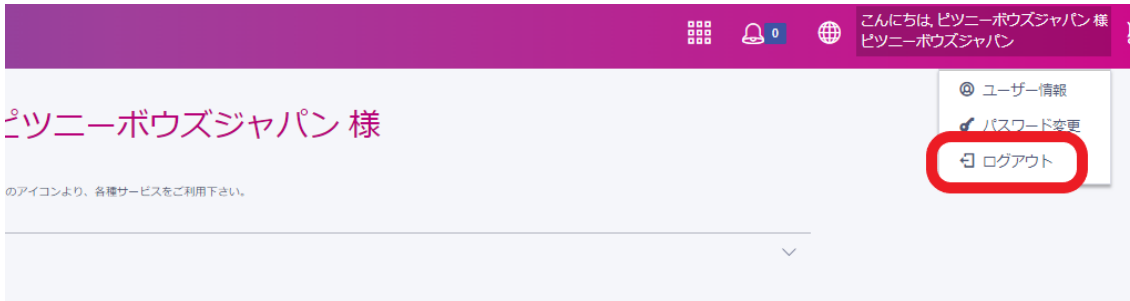 0
こんにちは, ピツニーボウズジャパン 様
ピツニーボウズジャパン
ユーザー情報
パスワード変更
ログアウト
ピツニーボウズジャパン 様
のアイコンより、各種サービスをご利用下さい。